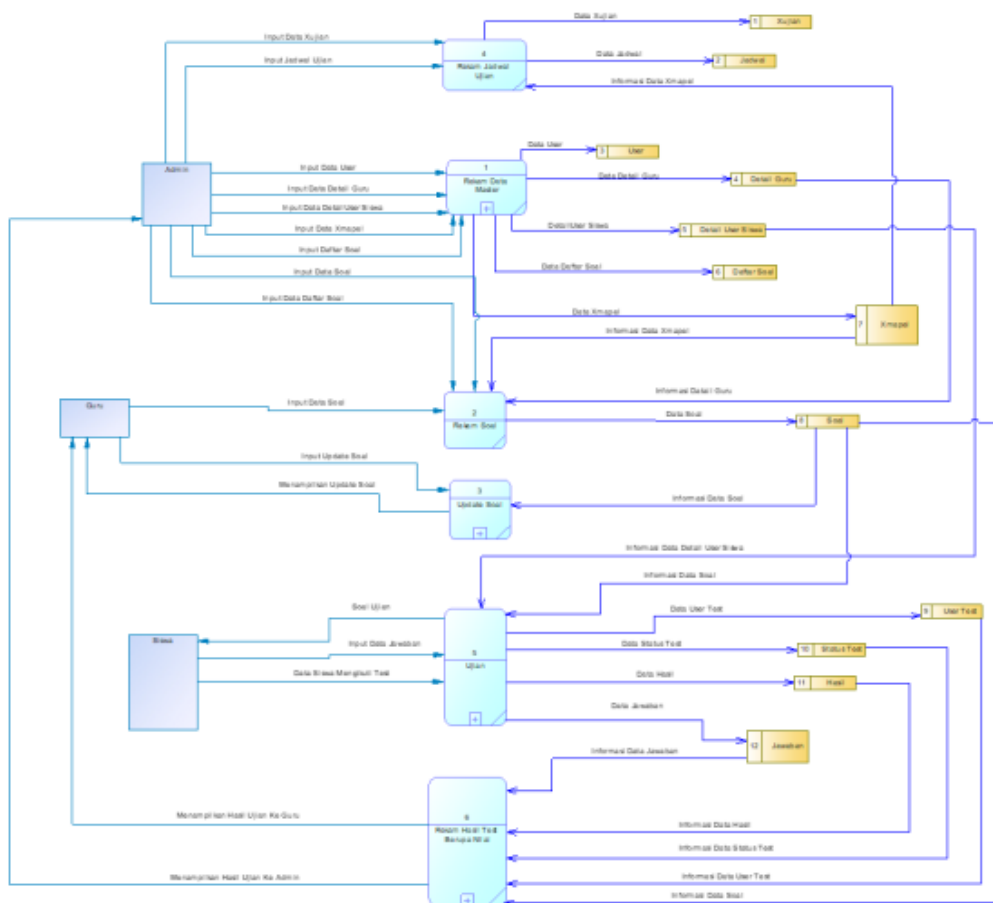 Data Xujian
1 Xujian
Input Data Xujian
4
Rekam Jadwal
Ujian
Data Jadwal
2 Jadwal
Input Jadwal Ujian
Informasi Data Xmapel
Data User
3 User
Admin
Input Data User
1
Rekam Data
Master
Data Detail Guru
4 Detail Guru
Input Data Detail Guru
Input Data Detail User Siswa
Detail User Siswa
5 Detail User Siswa
Input Data Xmapel
Input Daftar Soal
Data Daftar Soal
6 Daftar Soal
Input Data Soal
Input Data Daftar Soal
Data Xmapel
7 Xmapel
Informasi Data Xmapel
Informasi Detail Guru
Guru
Input Data Soal
2
Rekam Soal
Data Soal
8 Soal
Input Update Soal
Menampilkan Update Soal
3
Update Soal
Informasi Data Soal
Informasi Data Detail User Siswa
Informasi Data Soal
Soal Ujian
Data User Test
9 User Test
Siswa
Input Data Jawaban
5
Ujian
Data Status Test
10 Status Test
Data Siswa Mengikuti Test
Data Hasil
11 Hasil
Data Jawaban
12 Jawaban
Informasi Data Jawaban
Menampilkan Hasil Ujian Ke Guru
6
Rekam Hasil Test
Berupa Nilai
Informasi Data Hasil
Informasi Data Status Test
Menampilkan Hasil Ujian Ke Admin
Informasi Data User Test
Informasi Data Soal